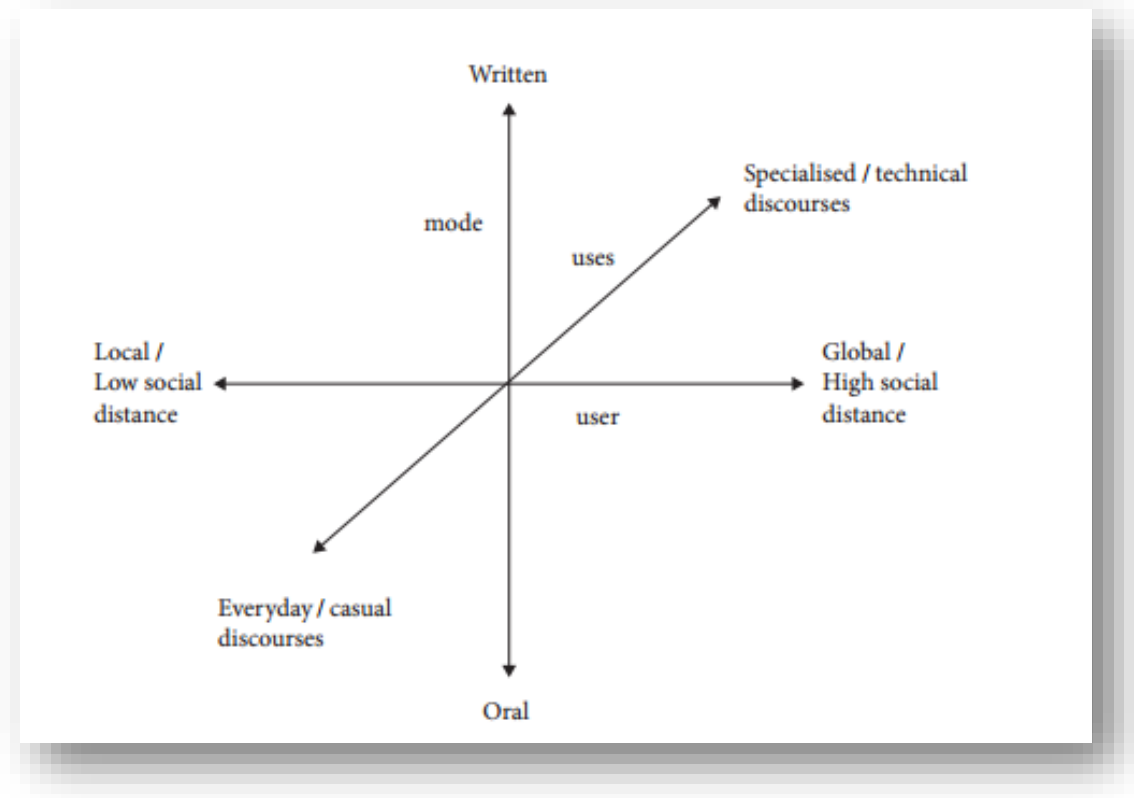 Written
Specialised / technical
discourses
mode
uses
Local /
Low social
distance
Global /
High social
distance
user
Everyday / casual
discourses
Oral